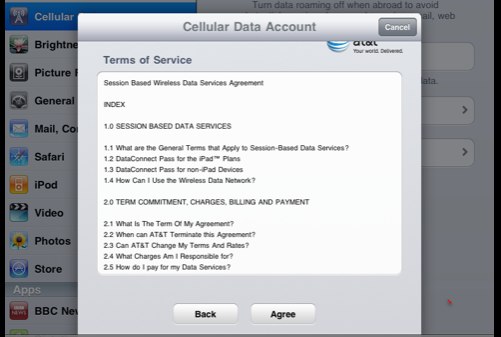 Turn data roaming off when abroad to avoid
Cellular Data Account
Cancel
at&t
Your world. Delivered.
Terms of Service
Session Based Wireless Data Services Agreement
INDEX
1.0 SESSION BASED DATA SERVICES
1.1 What are the General Terms that Apply to Session-Based Data Services?
1.2 DataConnect Pass for the iPad™ Plans
1.3 DataConnect Pass for non-iPad Devices
1.4 How Can I Use the Wireless Data Network?
2.0 TERM COMMITMENT, CHARGES, BILLING AND PAYMENT
2.1 What Is The Term Of My Agreement?
2.2 When can AT&T Terminate this Agreement?
2.3 Can AT&T Change My Terms And Rates?
2.4 What Charges Am I Responsible for?
2.5 How do I pay for my Data Services?
Back
Agree
Cellular
Brightne
Picture F
General
Mail, Co
Safari
iPod
Video
Photos
Store
Apps
BBC Nev
ail, web
data.